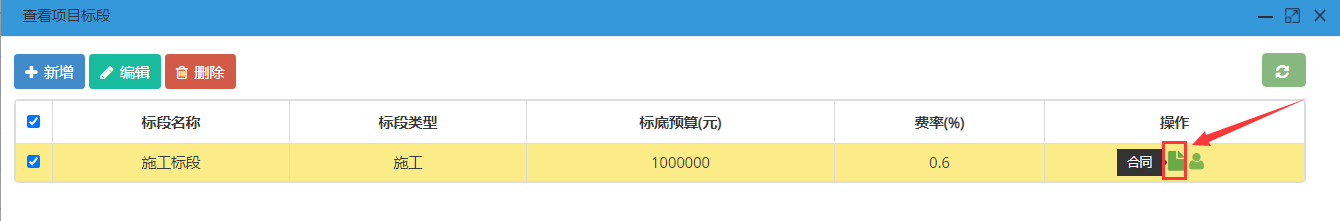 查看项目标段
新增 编辑 删除
标段名称 标段类型 标底预算(元) 费率(%) 操作
施工标段 施工 1000000 0.6 合同